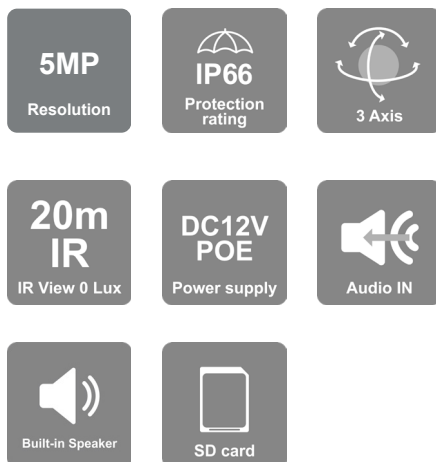 5MP
Resolution
IP66
Protection
rating
3 Axis
20m
IR
IR View 0 Lux
DC12V
POE
Power supply
Audio IN
Built-in Speaker
SD card